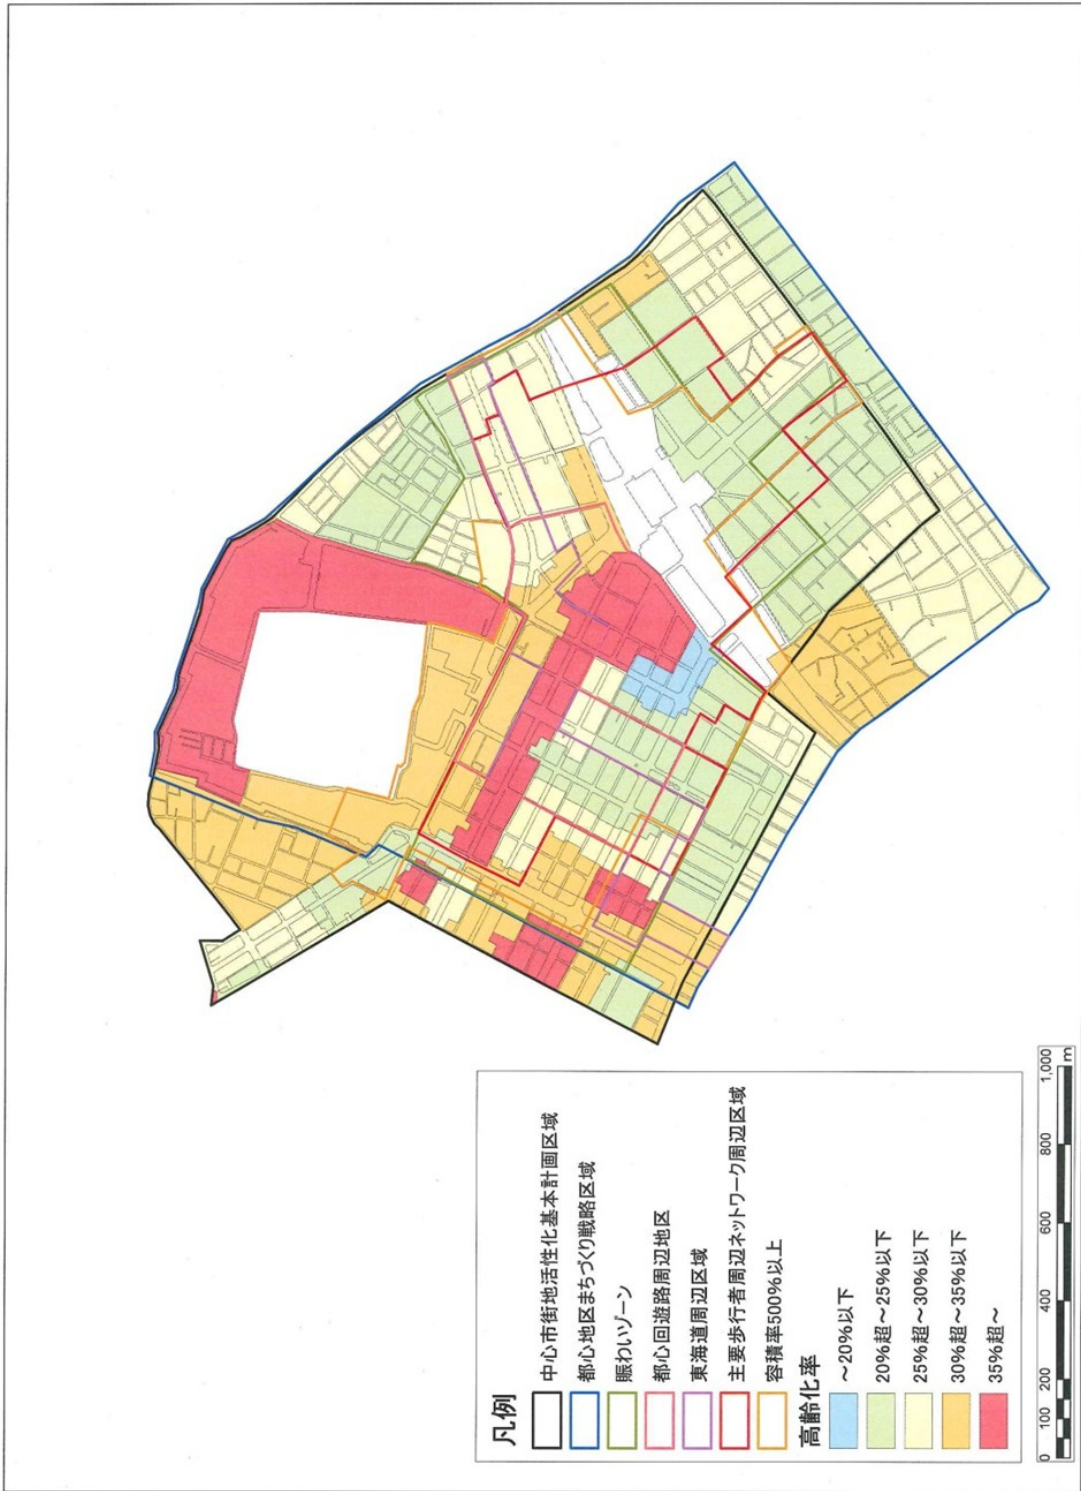 凡例
中心市街地活性化基本計画区域
都心地区まちづくり戦略区域
賑わいゾーン
都心回遊路周辺地区
東海道周辺区域
主要歩行者周辺ネットワーク周辺区域
容積率500%以上
高齢化率
～20%以下
20%超～25%以下
25%超～30%以下
30%超～35%以下
35%超～
0 100 200 400 600 800 1,000
m